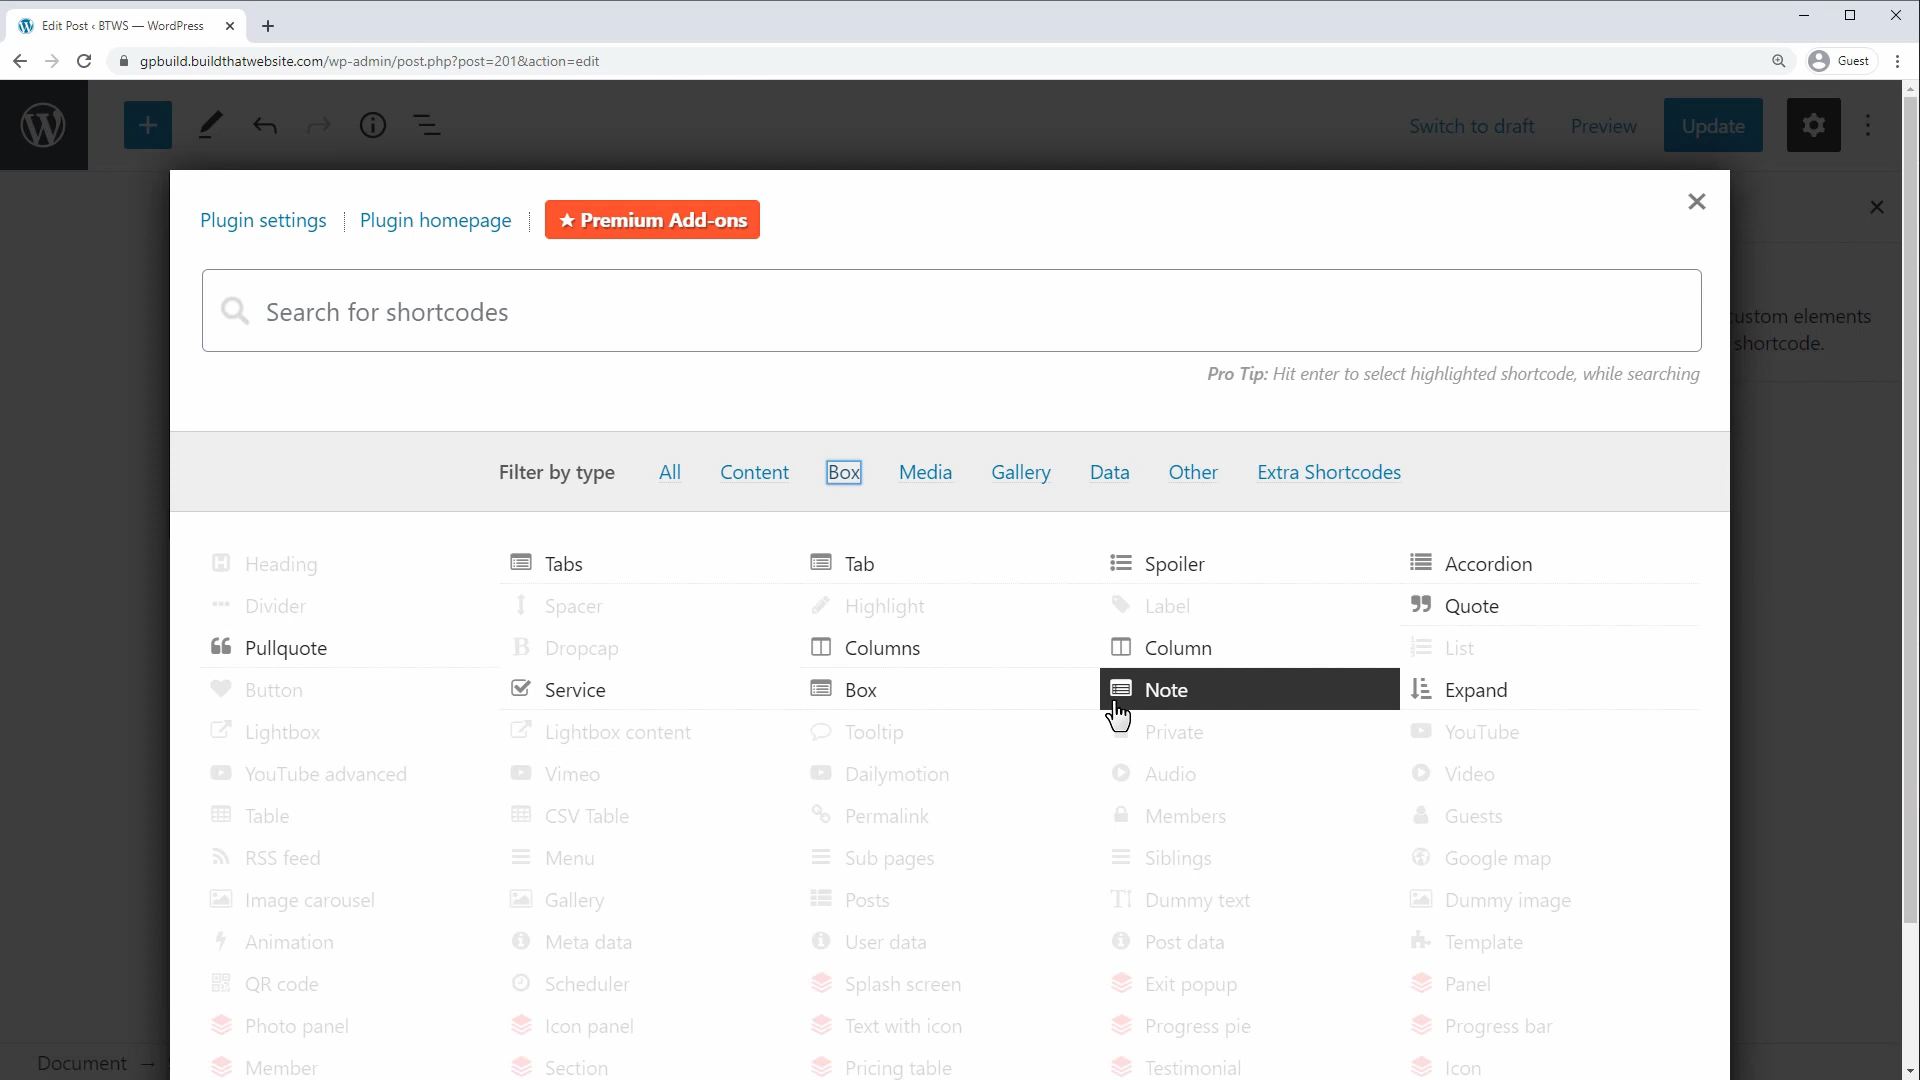 Edit Post ‹ BTWS — WordPress
gpbuild.buildthatwebsite.com/wp-admin/post.php?post=201&action=edit
Guest
Switch to draft
Preview
Update
Plugin settings
Plugin homepage
★ Premium Add-ons
Search for shortcodes
ustom elements
shortcode.
Pro Tip: Hit enter to select highlighted shortcode, while searching
Filter by type All Content Box Media Gallery Data Other Extra Shortcodes
Heading Tabs Tab Spoiler Accordion
Divider Spacer Highlight Label Quote
Pullquote Dropcap Columns Column List
Button Service Box Note Expand
Lightbox Lightbox content Tooltip Private YouTube
YouTube advanced Vimeo Dailymotion Audio Video
Table CSV Table Permalink Members Guests
RSS feed Menu Sub pages Siblings Google map
Image carousel Gallery Posts Dummy text Dummy image
Animation Meta data User data Post data Template
QR code Scheduler Splash screen Exit popup Panel
Photo panel Icon panel Text with icon Progress pie Progress bar
Member Section Pricing table Testimonial Icon
Document →